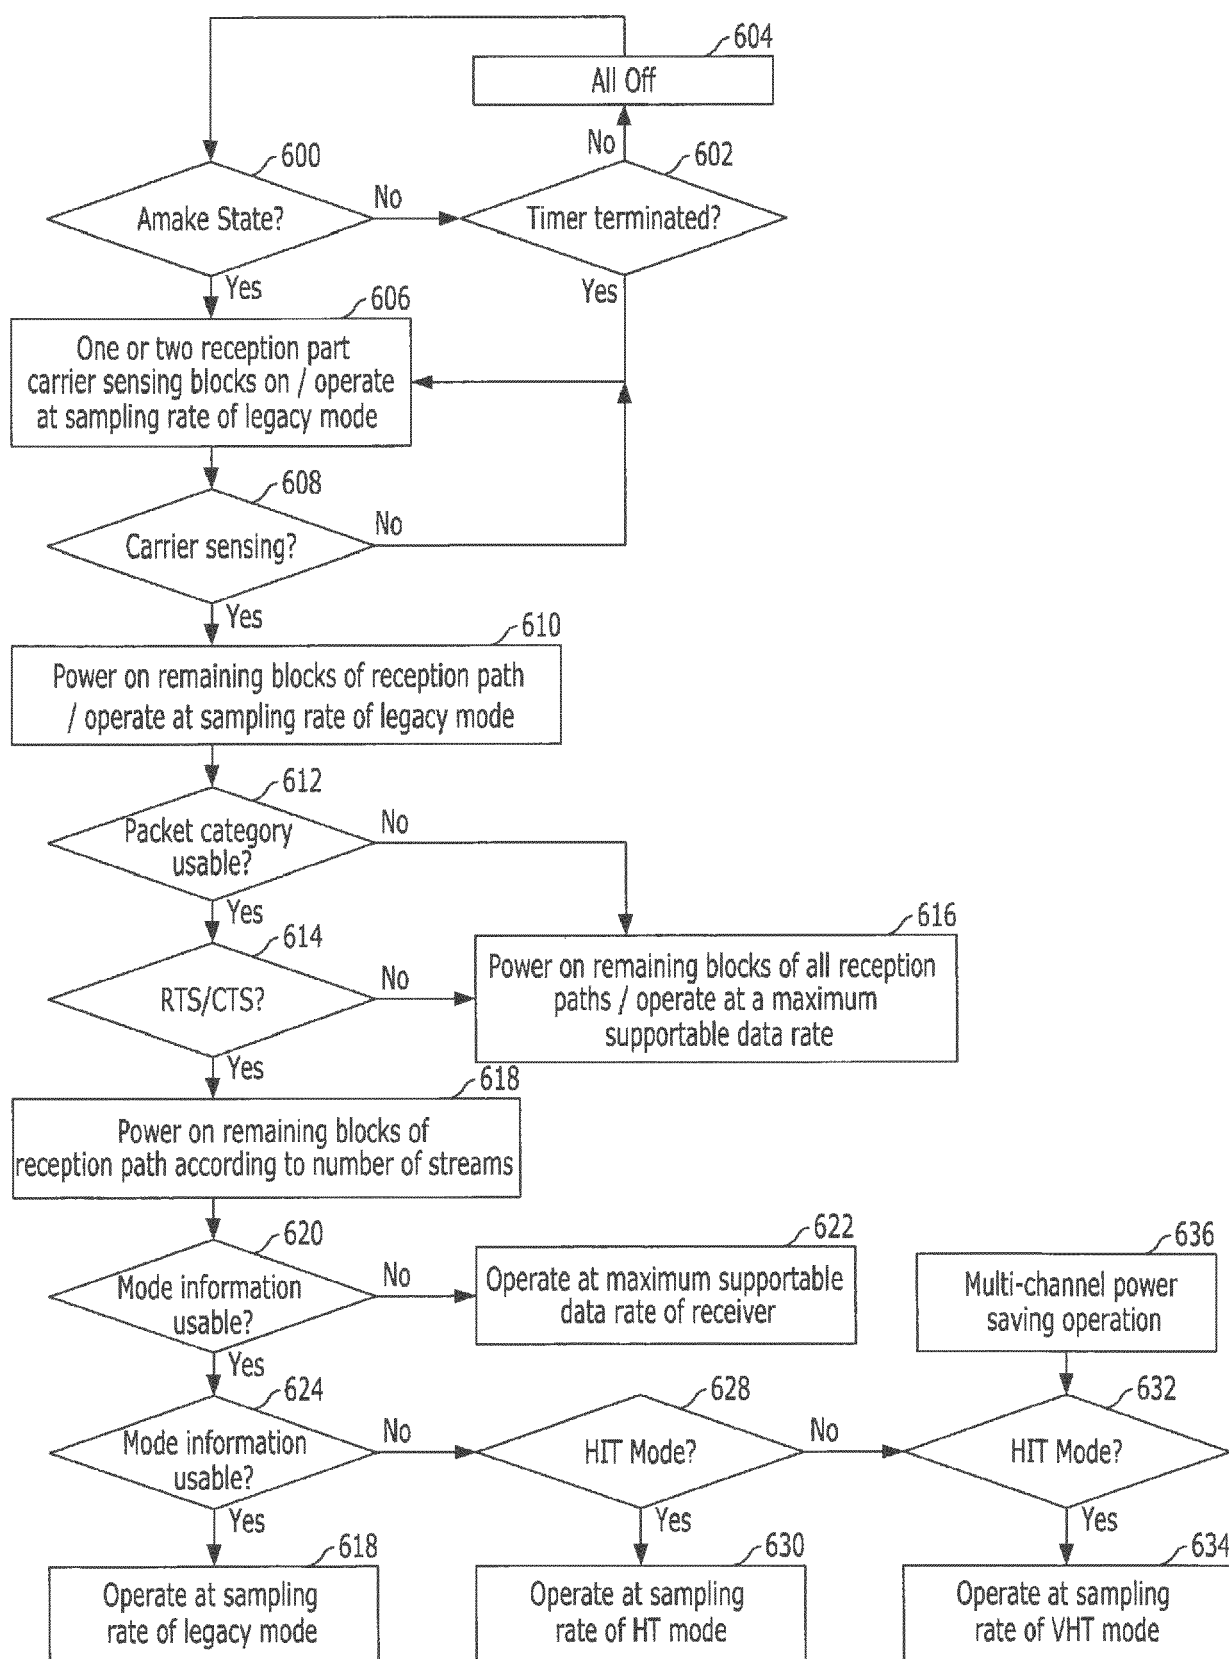 604
All Off
No
600
602
Amake State?
No
Timer terminated?
Yes
Yes
606
One or two reception part
carrier sensing blocks on / operate
at sampling rate of legacy mode
608
Carrier sensing?
No
Yes
610
Power on remaining blocks of reception path
/ operate at sampling rate of legacy mode
612
Packet category
usable?
No
Yes
614
616
RTS/CTS?
No
Power on remaining blocks of all reception
paths / operate at a maximum
supportable data rate
Yes
618
Power on remaining blocks of
reception path according to number of streams
620
622
636
Mode information
usable?
No
Operate at maximum supportable
data rate of receiver
Multi-channel power
saving operation
Yes
624
628
632
Mode information
usable?
No
HIT Mode?
No
HIT Mode?
Yes
Yes
Yes
618
630
634
Operate at sampling
rate of legacy mode
Operate at sampling
rate of HT mode
Operate at sampling
rate of VHT mode